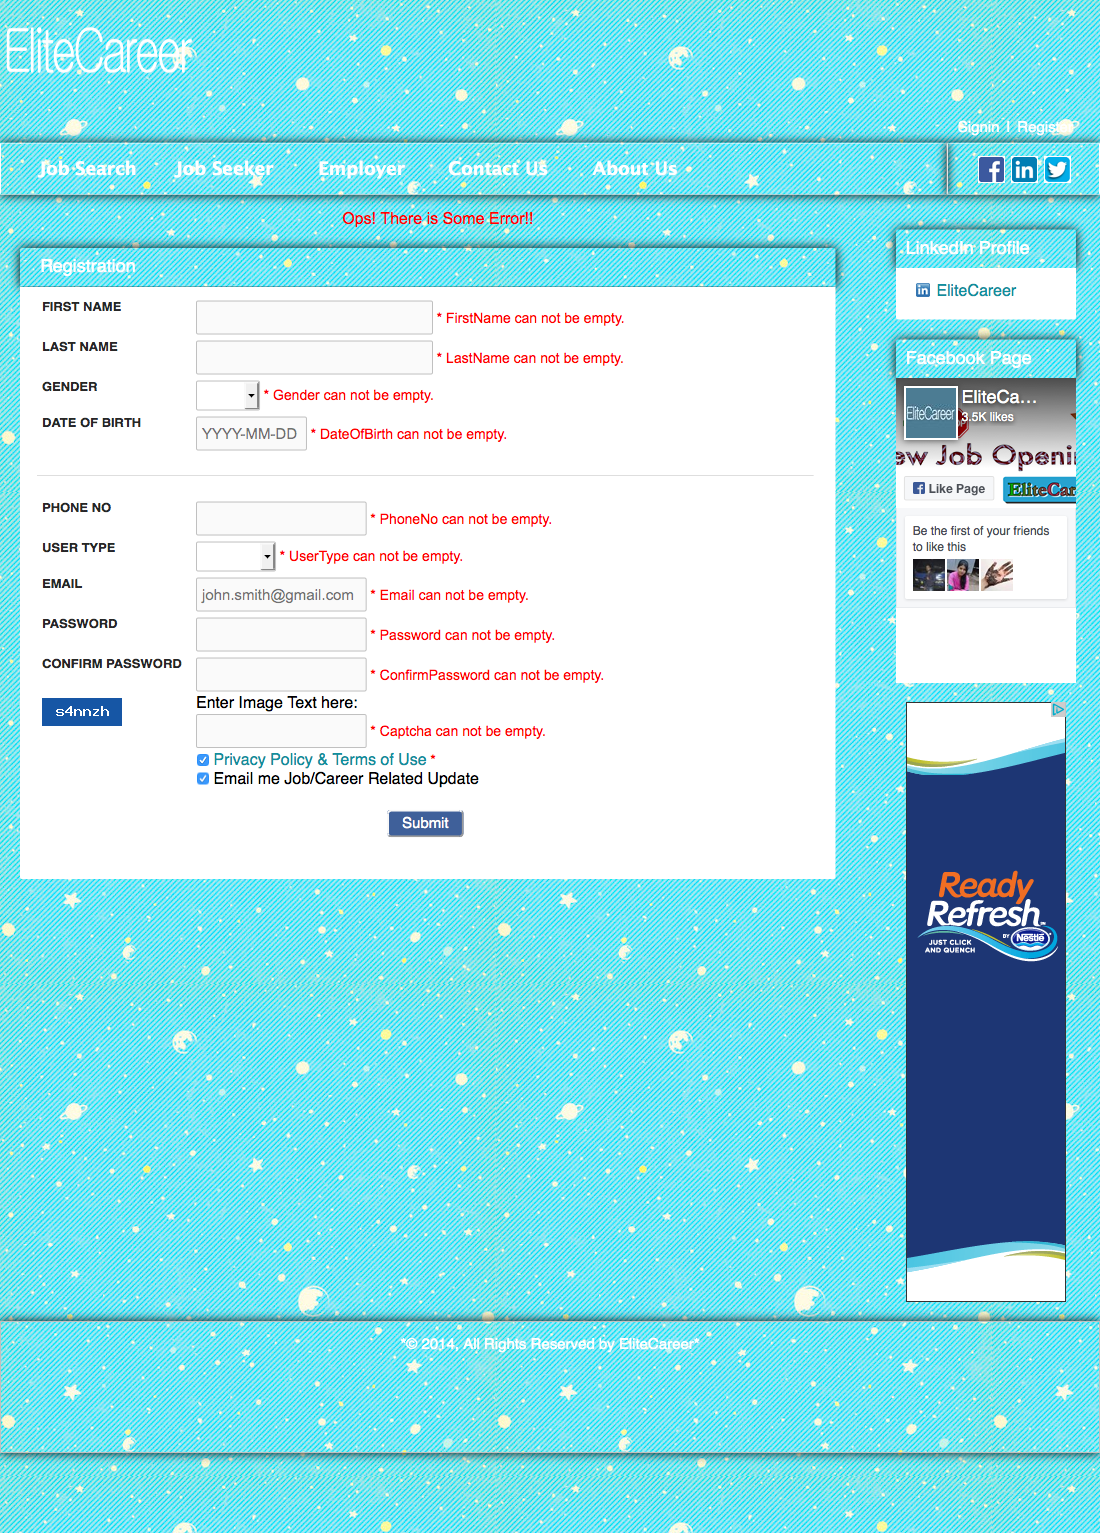 EliteCareer
Signin | Regist
Job Search Job Seeker Employer Contact US About Us
Ops! There is Some Error!!
Registration
FIRST NAME * FirstName can not be empty.
LAST NAME * LastName can not be empty.
GENDER * Gender can not be empty.
DATE OF BIRTH YYYY-MM-DD * DateOfBirth can not be empty.
PHONE NO * PhoneNo can not be empty.
USER TYPE * UserType can not be empty.
EMAIL john.smith@gmail.com * Email can not be empty.
PASSWORD * Password can not be empty.
CONFIRM PASSWORD * ConfirmPassword can not be empty.
s4nnzh Enter Image Text here:
* Captcha can not be empty.
Privacy Policy & Terms of Use *
Email me Job/Career Related Update
Submit
LinkedIn Profile
EliteCareer
Facebook Page
EliteCareer EliteCa...
3.5K likes
ew Job Openi
Like Page EliteCar
Be the first of your friends
to like this
Ready
Refresh™
BY Nestlé
JUST CLICK
AND QUENCH
*© 2014, All Rights Reserved by EliteCareer*